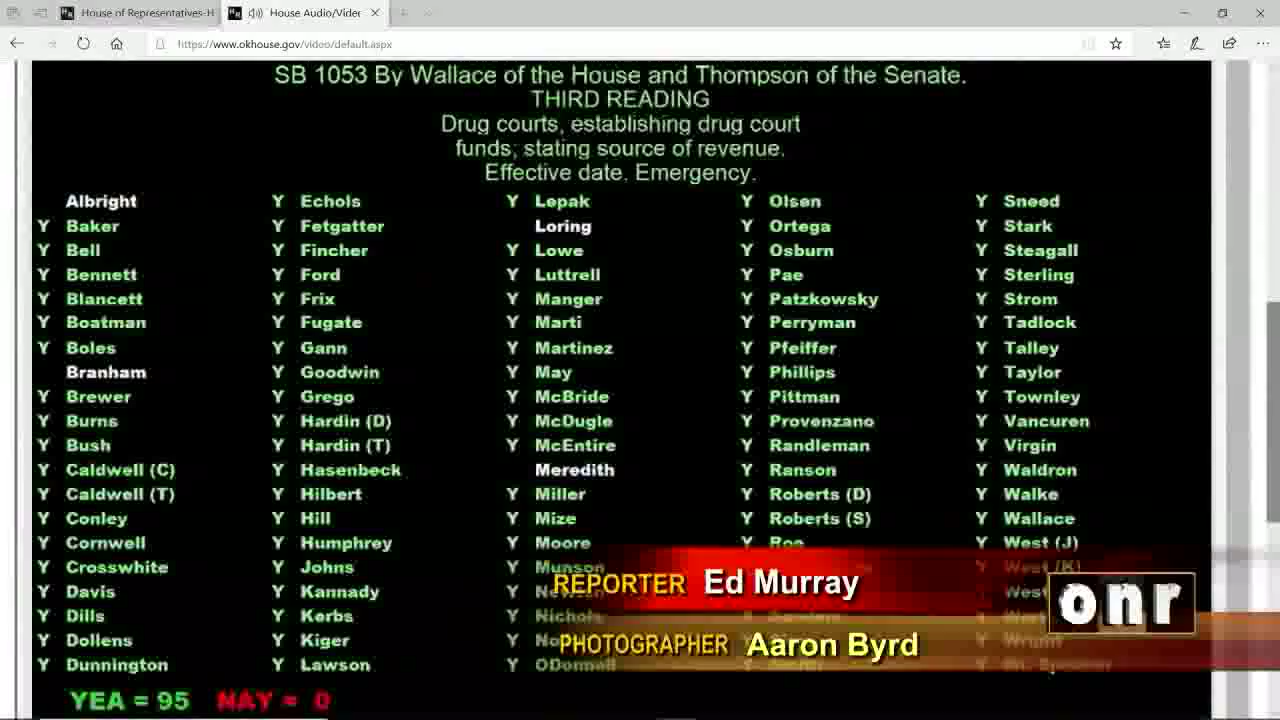 House of Representatives-H
House Audio/Video
https://www.okhouse.gov/video/default.aspx
SB 1053 By Wallace of the House and Thompson of the Senate.
THIRD READING
Drug courts, establishing drug court
funds; stating source of revenue.
Effective date. Emergency.
Albright Y Echols Y Lepak Y Olsen Y Sneed
Y Baker Y Fetgatter Loring Y Ortega Y Stark
Y Bell Y Fincher Y Lowe Y Osburn Y Steagall
Y Bennett Y Ford Y Luttrell Y Pae Y Sterling
Y Blancett Y Frix Y Manger Y Patzkowsky Y Strom
Y Boatman Y Fugate Y Marti Y Perryman Y Tadlock
Y Boles Y Gann Y Martinez Y Pfeiffer Y Talley
Branham Y Goodwin Y May Y Phillips Y Taylor
Y Brewer Y Grego Y McBride Y Pittman Y Townley
Y Burns Y Hardin (D) Y McDugle Y Provenzano Y Vancuren
Y Bush Y Hardin (T) Y McEntire Y Randleman Y Virgin
Y Caldwell (C) Y Hasenbeck Meredith Y Ranson Y Waldron
Y Caldwell (T) Y Hilbert Y Miller Y Roberts (D) Y Walke
Y Conley Y Hill Y Mize Y Roberts (S) Y Wallace
Y Cornwell Y Humphrey Y Moore Y Roe Y West (J)
Y Crosswhite Y Johns Y Munson West (K)
Y Davis Y Kannady Y West
Y Dills Y Kerbs Y Nichols
Y Dollens Y Kiger Y Wright
Y Dunnington Y Lawson Y ODonnell
YEA = 95 NAY = 0
REPORTER Ed Murray
PHOTOGRAPHER Aaron Byrd
onr